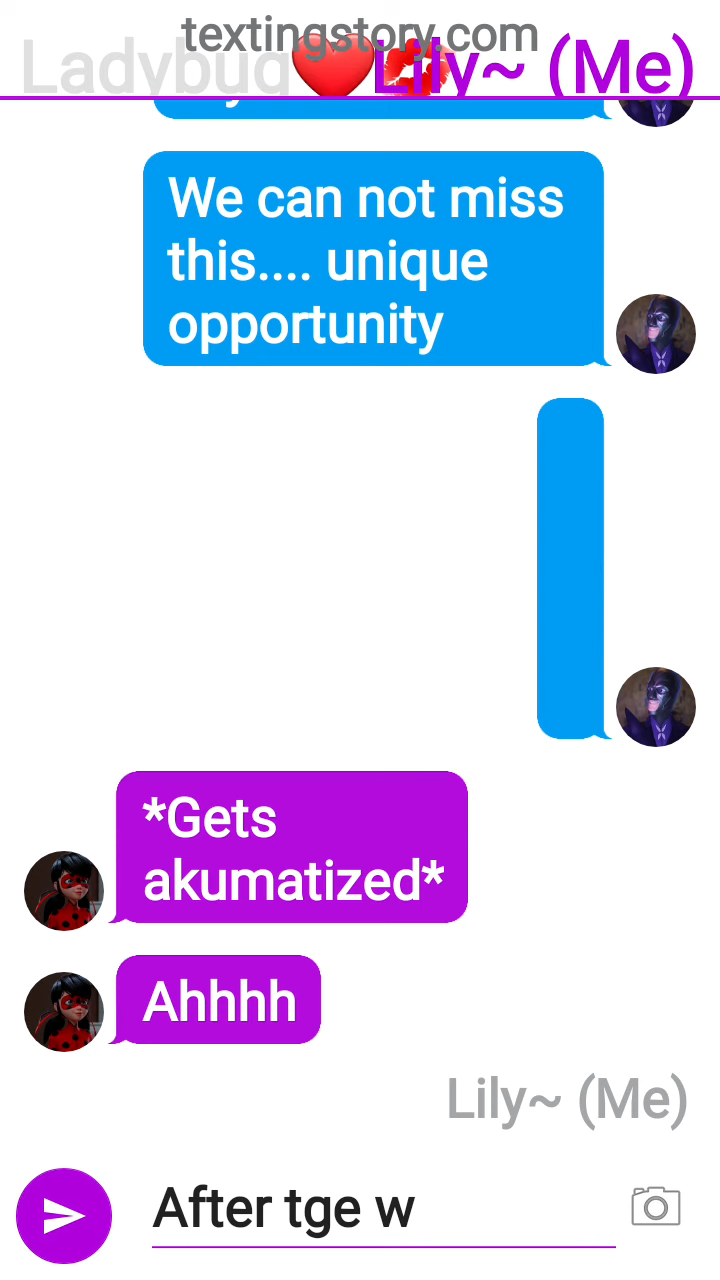 textingstory.com
Ladybug❤️💋Lily~ (Me)
We can not miss
this.... unique
opportunity
*Gets
akumatized*
Ahhhh
Lily~ (Me)
After tge w